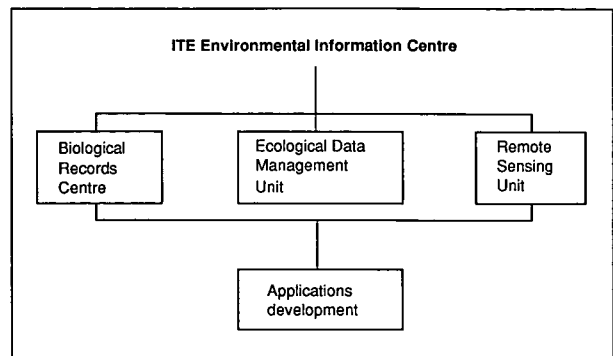 ITE Environmental Information Centre
Biological
Records
Centre
Ecological Data
Management
Unit
Remote
Sensing
Unit
Applications
development